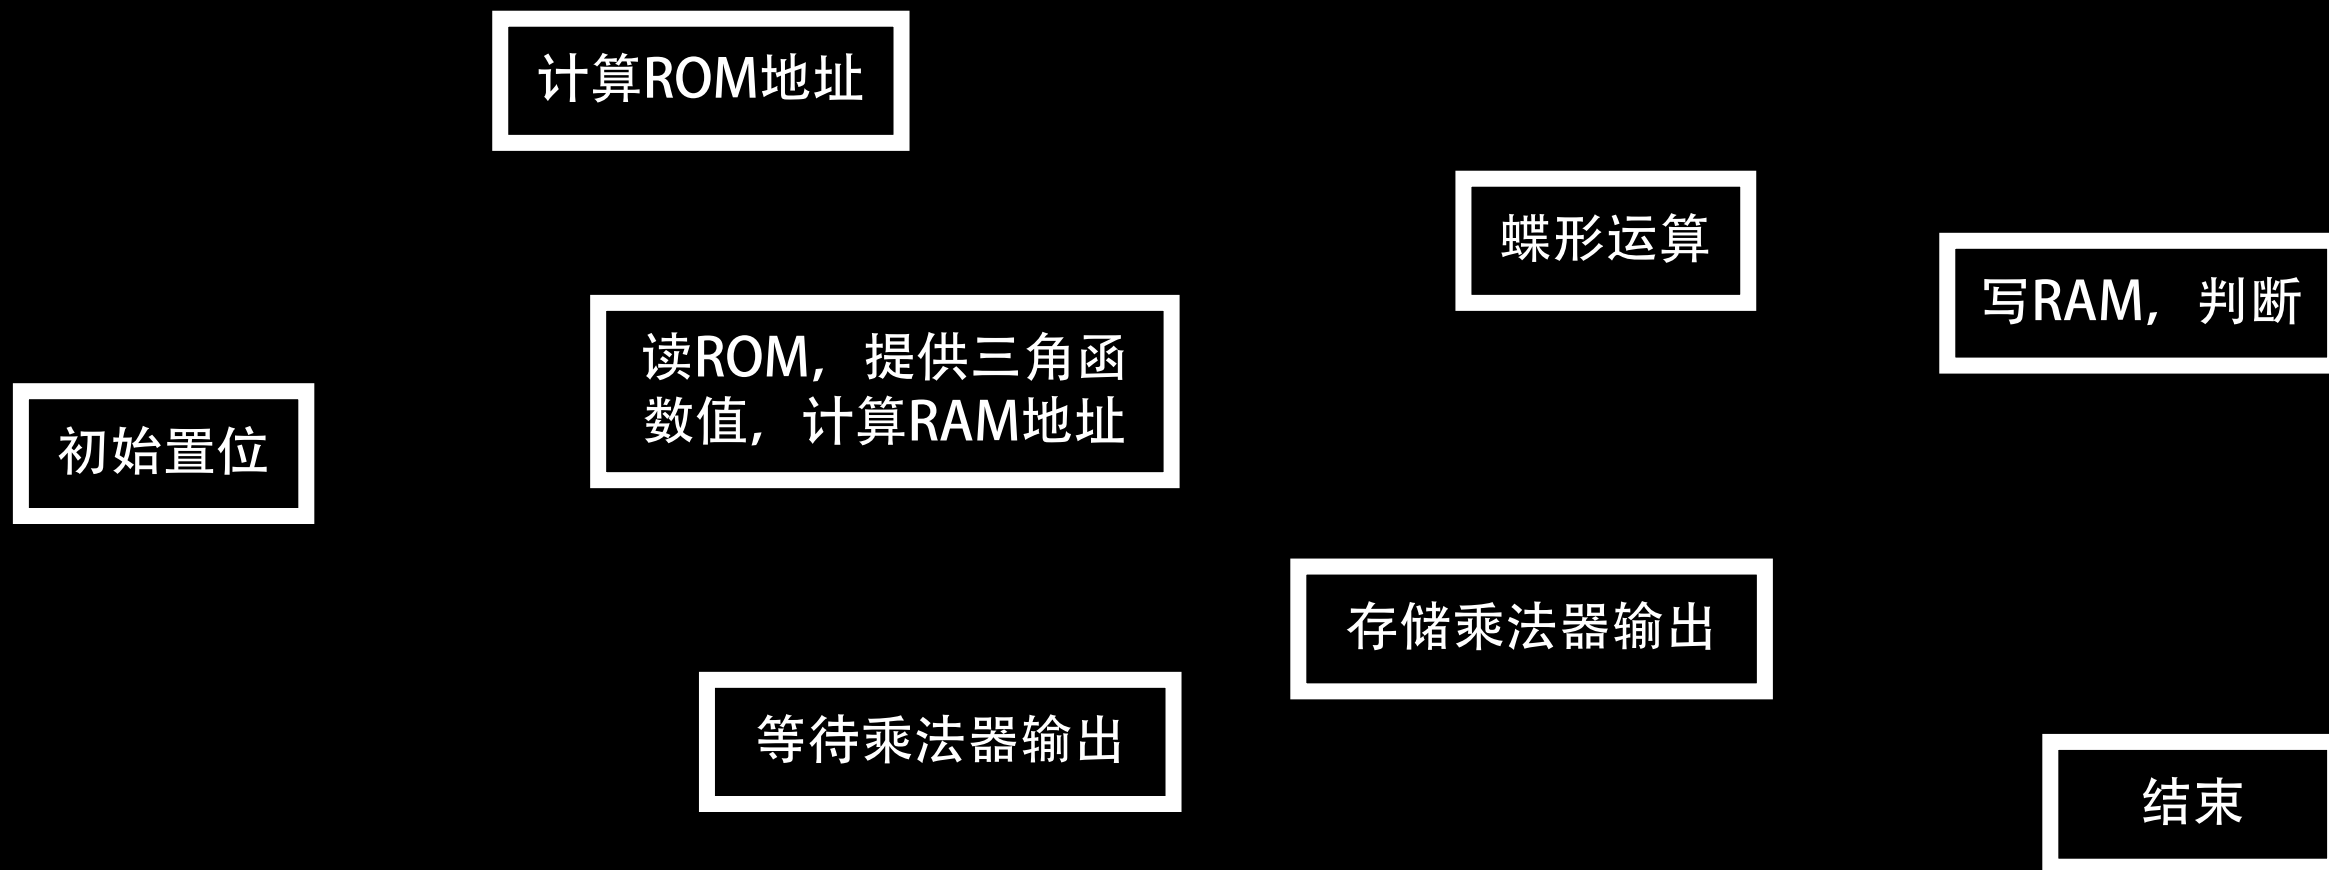 计算ROM地址
蝶形运算
写RAM，判断
读ROM，提供三角函
数值，计算RAM地址
初始置位
存储乘法器输出
等待乘法器输出
结束